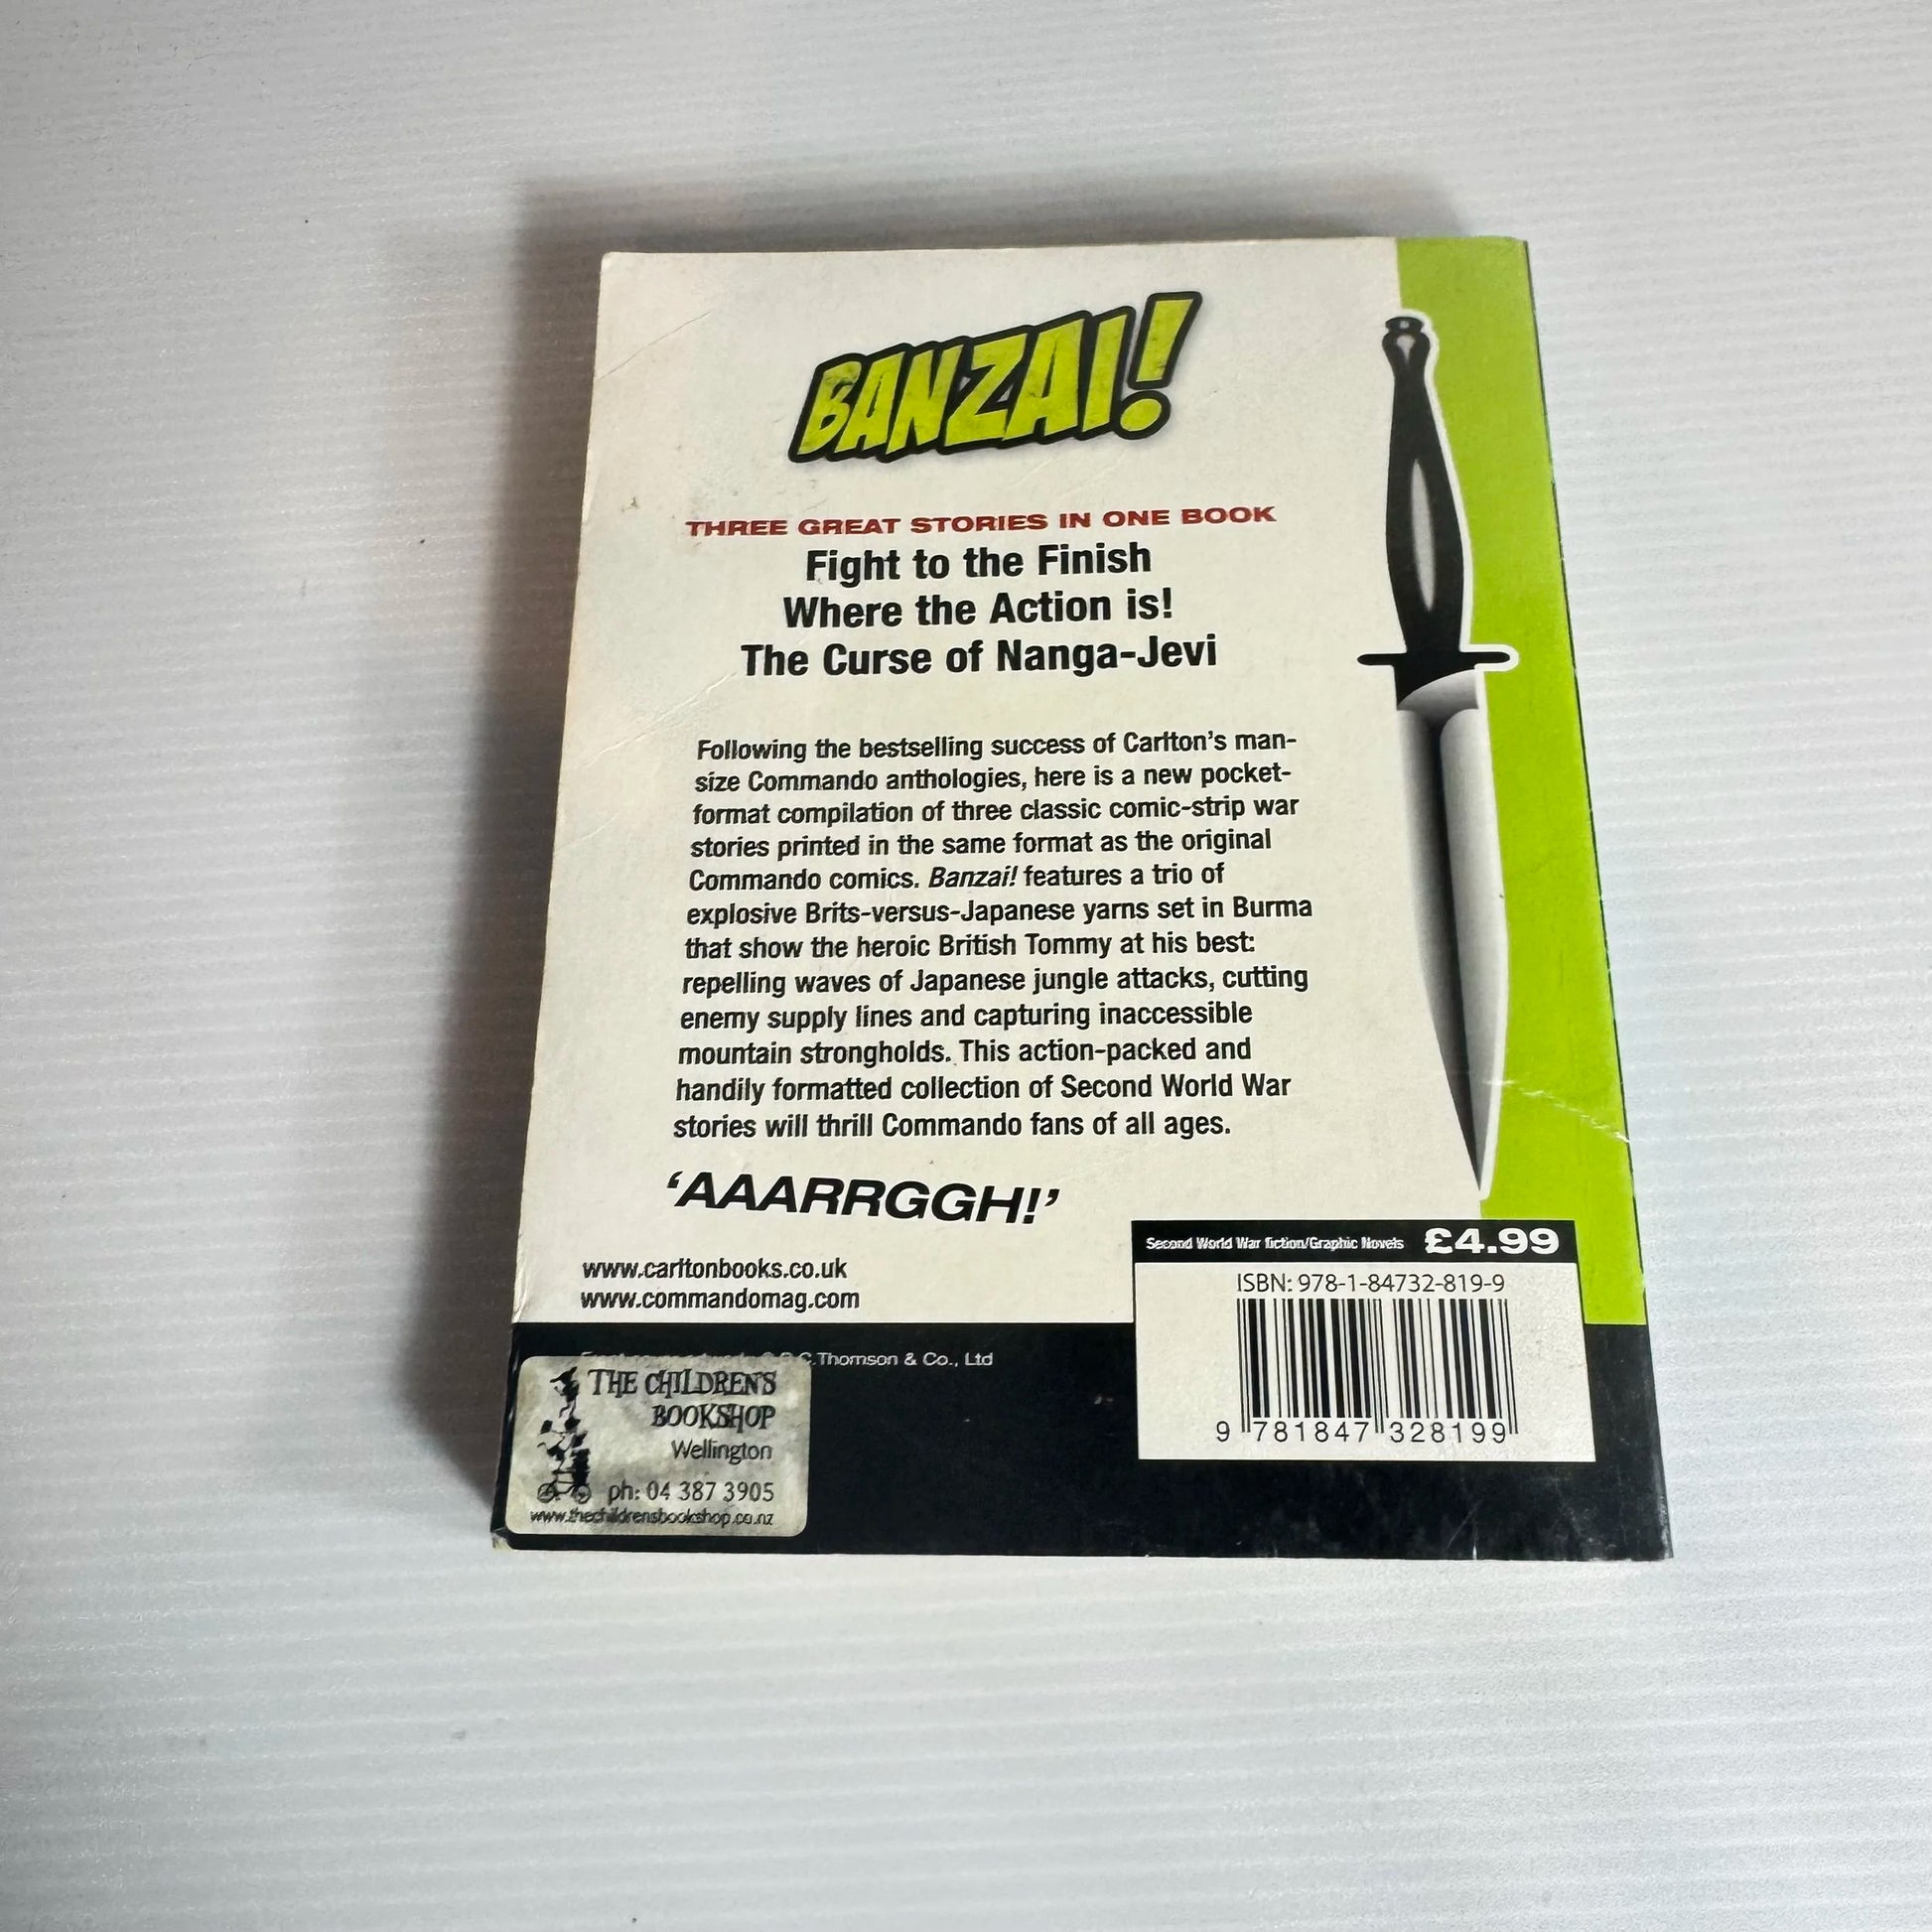 BANZAI!
THREE GREAT STORIES IN ONE BOOK
Fight to the Finish
Where the Action is!
The Curse of Nanga-Jevi
Following the bestselling success of Carlton's man-
size Commando anthologies, here is a new pocket-
format compilation of three classic comic-strip war
stories printed in the same format as the original
Commando comics. Banzai! features a trio of
explosive Brits-versus-Japanese yarns set in Burma
that show the heroic British Tommy at his best:
repelling waves of Japanese jungle attacks, cutting
enemy supply lines and capturing inaccessible
mountain strongholds. This action-packed and
handily formatted collection of Second World War
stories will thrill Commando fans of all ages.
‘AAARRGGH!’
www.carltonbooks.co.uk
www.commandomag.com
Second World War fiction/Graphic Novels £4.99
ISBN: 978-1-84732-819-9
9 781847 328199
Thomson & Co., Ltd
THE CHILDREN'S
BOOKSHOP
Wellington
ph: 04 387 3905
www.thechildrensbookshop.co.nz